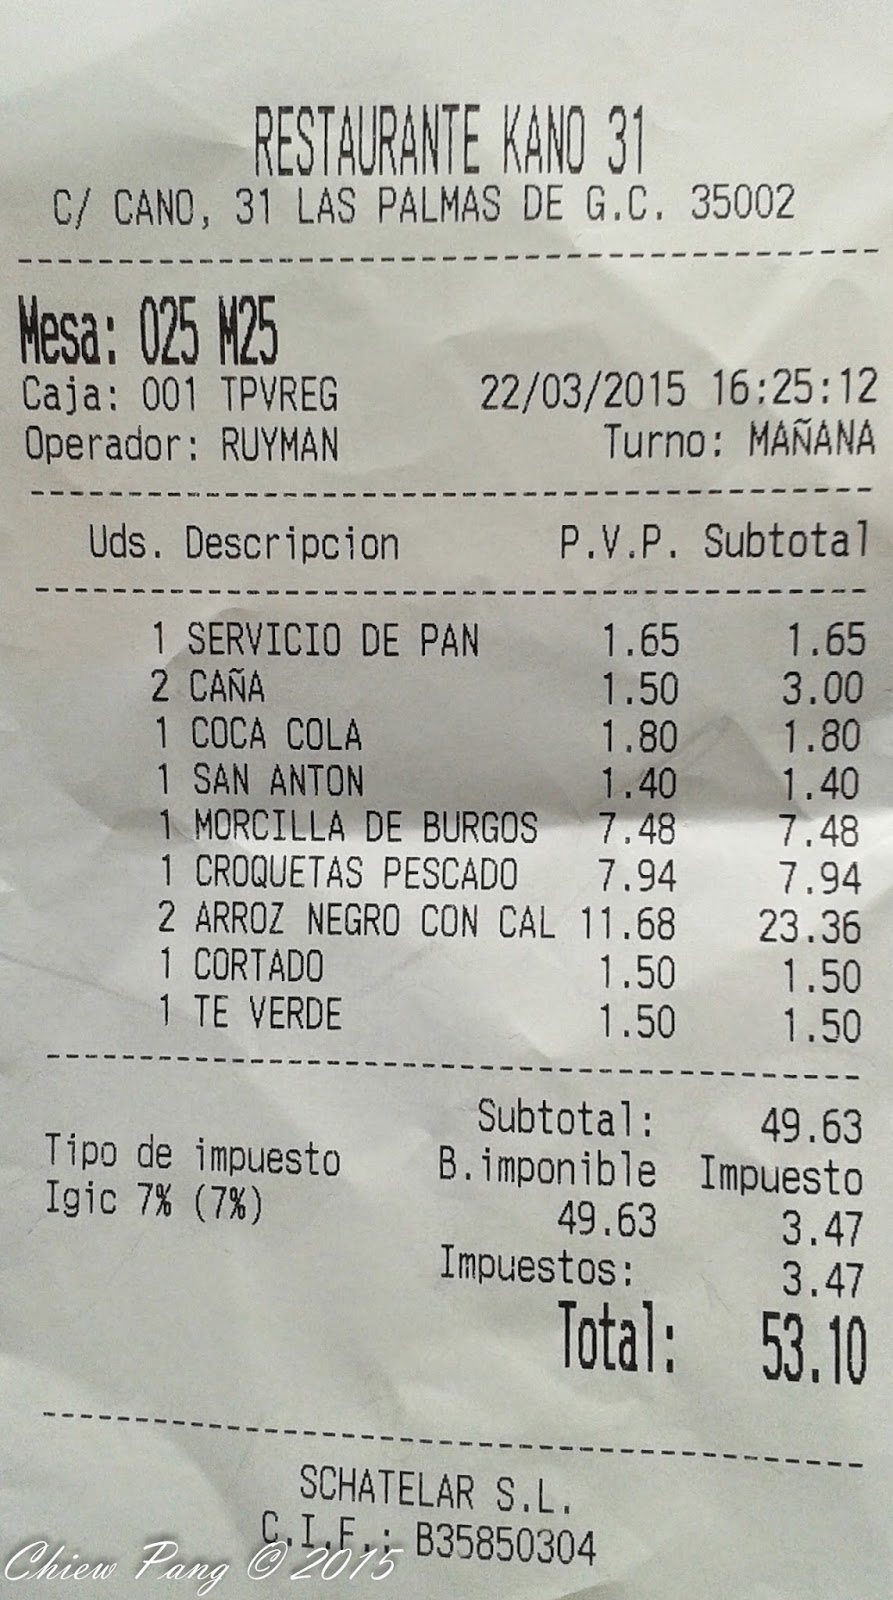 RESTAURANTE KANO 31
C/ CANO, 31 LAS PALMAS DE G.C. 35002
Mesa: 025 M25
Caja: 001 TPVREG 22/03/2015 16:25:12
Operador: RUYMAN Turno: MAÑANA
Uds. Descripcion P.V.P. Subtotal
1 SERVICIO DE PAN 1.65 1.65
2 CAÑA 1.50 3.00
1 COCA COLA 1.80 1.80
1 SAN ANTON 1.40 1.40
1 MORCILLA DE BURGOS 7.48 7.48
1 CROQUETAS PESCADO 7.94 7.94
2 ARROZ NEGRO CON CAL 11.68 23.36
1 CORTADO 1.50 1.50
1 TE VERDE 1.50 1.50
Subtotal: 49.63
Tipo de impuesto B.imponible Impuesto
Igic 7% (7%) 49.63 3.47
Impuestos: 3.47
Total: 53.10
SCHATELAR S.L.
C.I.F.: B35850304
Chiew Pang © 2015